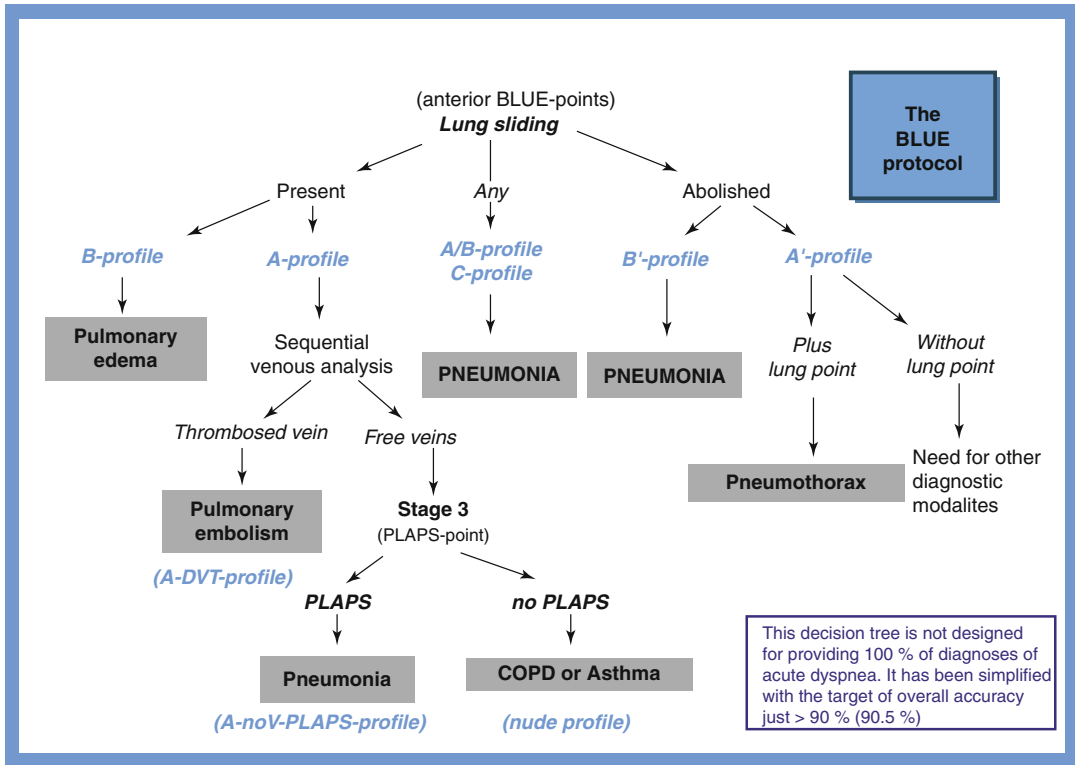 (anterior BLUE-points)
Lung sliding
The
BLUE
protocol
Present
Any
Abolished
B-profile
A-profile
A/B-profile
C-profile
B'-profile
A'-profile
Pulmonary
edema
Sequential
venous analysis
PNEUMONIA
PNEUMONIA
Plus
lung point
Without
lung point
Thrombosed vein
Free veins
Pneumothorax
Need for other
diagnostic
modalites
Pulmonary
embolism
(A-DVT-profile)
Stage 3
(PLAPS-point)
PLAPS
no PLAPS
Pneumonia
(A-noV-PLAPS-profile)
COPD or Asthma
(nude profile)
This decision tree is not designed
for providing 100 % of diagnoses of
acute dyspnea. It has been simplified
with the target of overall accuracy
just > 90 % (90.5 %)